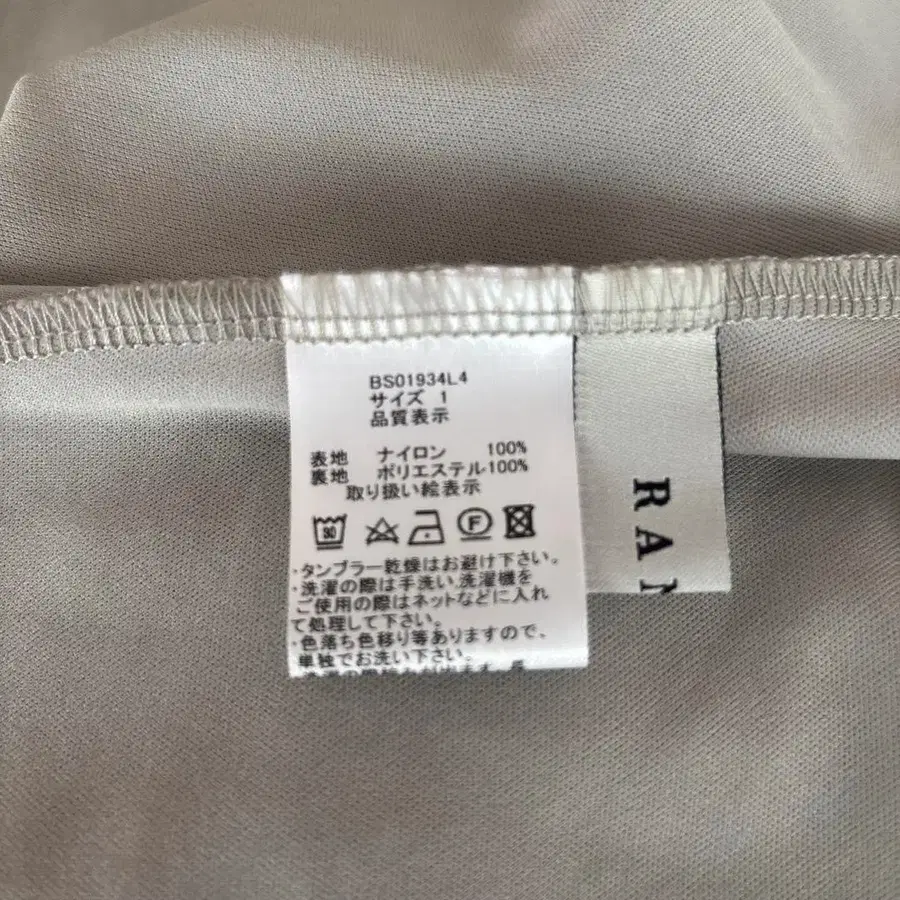 BS01934L4
サイズ 1
品質表示
表地 ナイロン 100%
裏地 ポリエステル100%
取り扱い絵表示
30 F
・タンブラー乾燥はお避け下さい。
・洗濯の際は手洗い、洗濯機を
ご使用の際はネットなどに入れ
て処理して下さい。
・色落ち色移り等ありますので、
単独でお洗い下さい。
RA